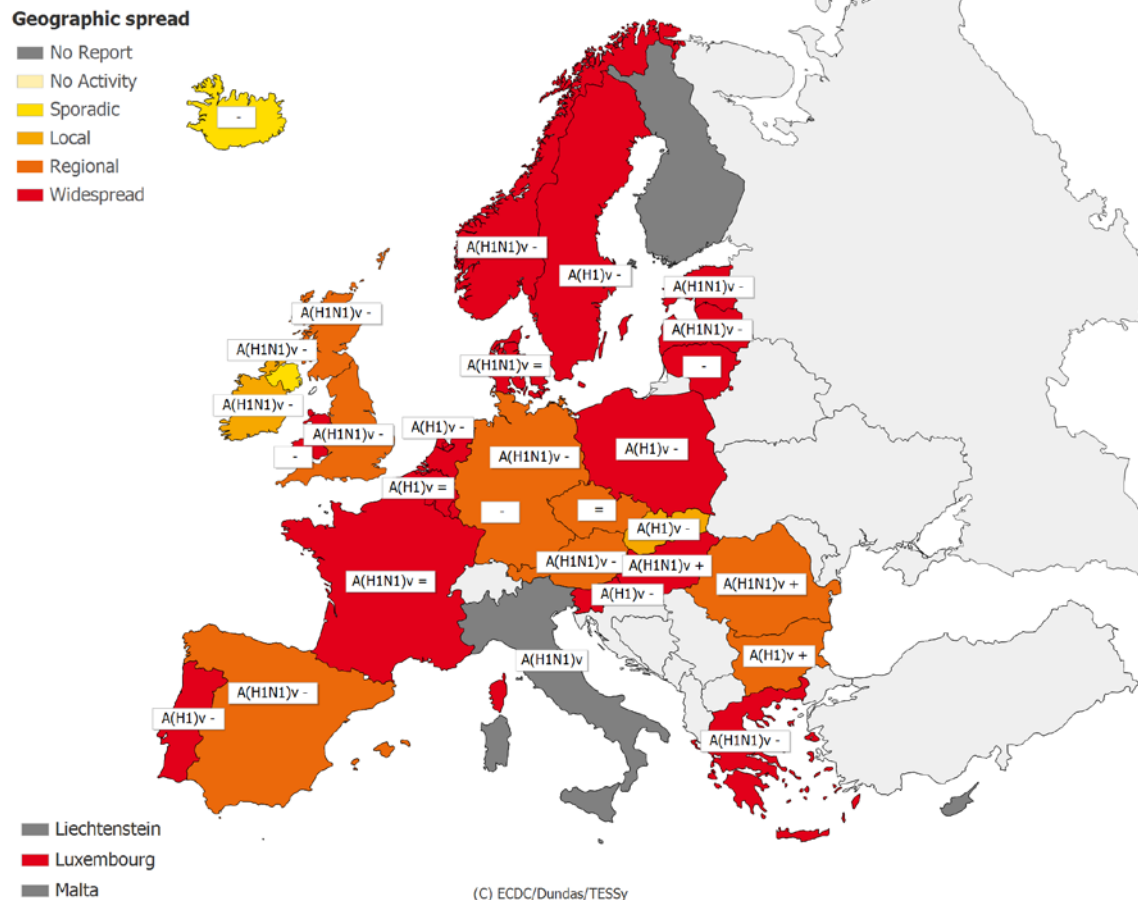 Geographic spread
No Report
No Activity
Sporadic
Local
Regional
Widespread
-
A(H1N1)v -
A(H1)v -
A(H1N1)v -
A(H1N1)v -
A(H1N1)v -
A(H1N1)v -
A(H1N1)v =
-
A(H1N1)v -
A(H1)v -
A(H1N1)v -
A(H1)v -
-
A(H1N1)v -
A(H1)v =
-
=
A(H1)v -
A(H1N1)v -
A(H1N1)v +
A(H1N1)v =
A(H1)v -
A(H1N1)v +
A(H1N1)v
A(H1)v +
A(H1N1)v -
A(H1)v -
A(H1N1)v -
Liechtenstein
Luxembourg
Malta
(C) ECDC/Dundas/TESSy